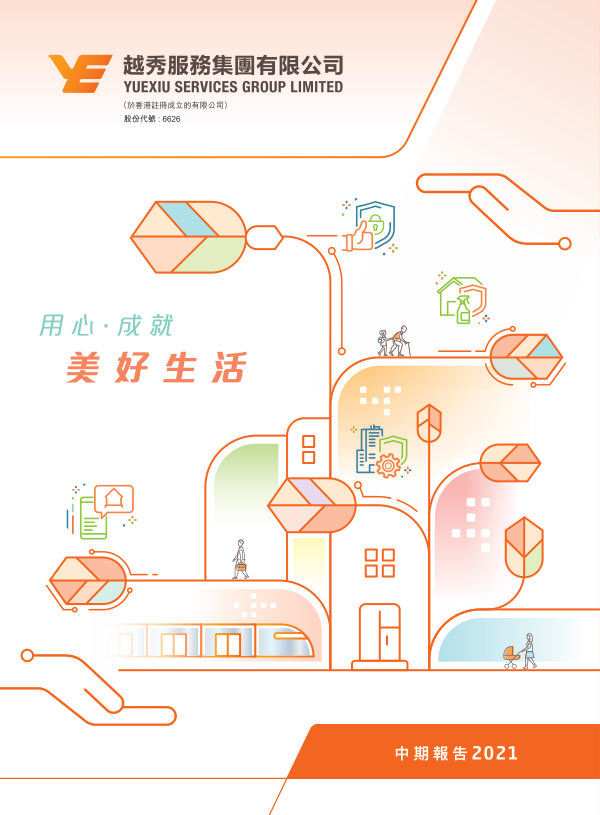 越秀服務集團有限公司
YUEXIU SERVICES GROUP LIMITED
（於香港註冊成立的有限公司）
股份代號 : 6626
用心·成就
美好生活
中期報告2021